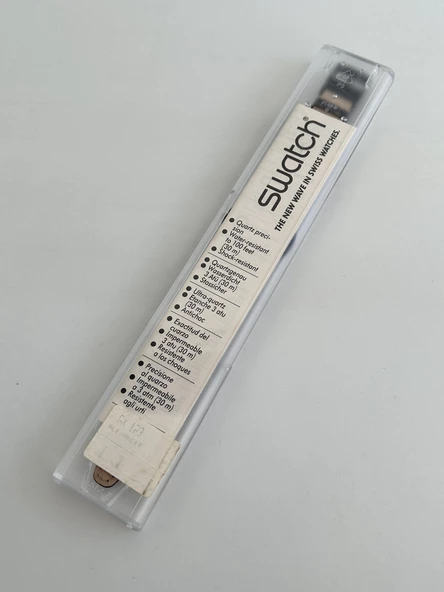 swatch®
THE NEW WAVE IN SWISS WATCHES.
• Quartz preci-
sion
• Water-resistant
to 100 feet
(30 m)
• Shock-resistant
• Quartzgenau
• Wasserdicht
3 Atü (30 m)
• Stossicher
• Ultra-quartz
• Etanche 3 atu
(30 m)
• Antichoc
• Exactitud del
cuarzo
• Impermeable
3 atu (30 m)
• Resistente
a los choques
• Precisione
al quarzo
• Impermeabile
a 3 atm (30 m)
• Resistente
agli urti